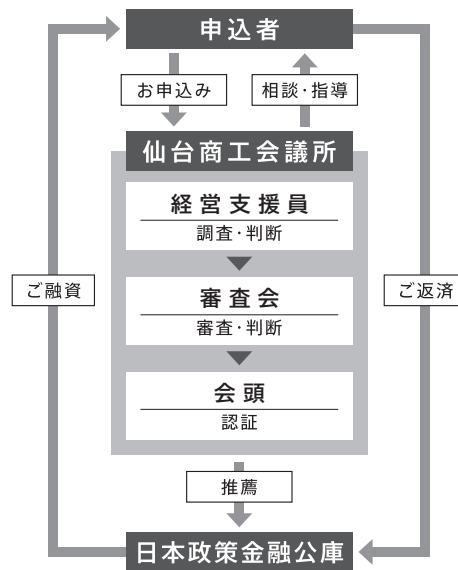 申込者
お申込み
相談・指導
仙台商工会議所
経営支援員
調査・判断
ご融資
ご返済
審査会
審査・判断
会頭
認証
推薦
日本政策金融公庫